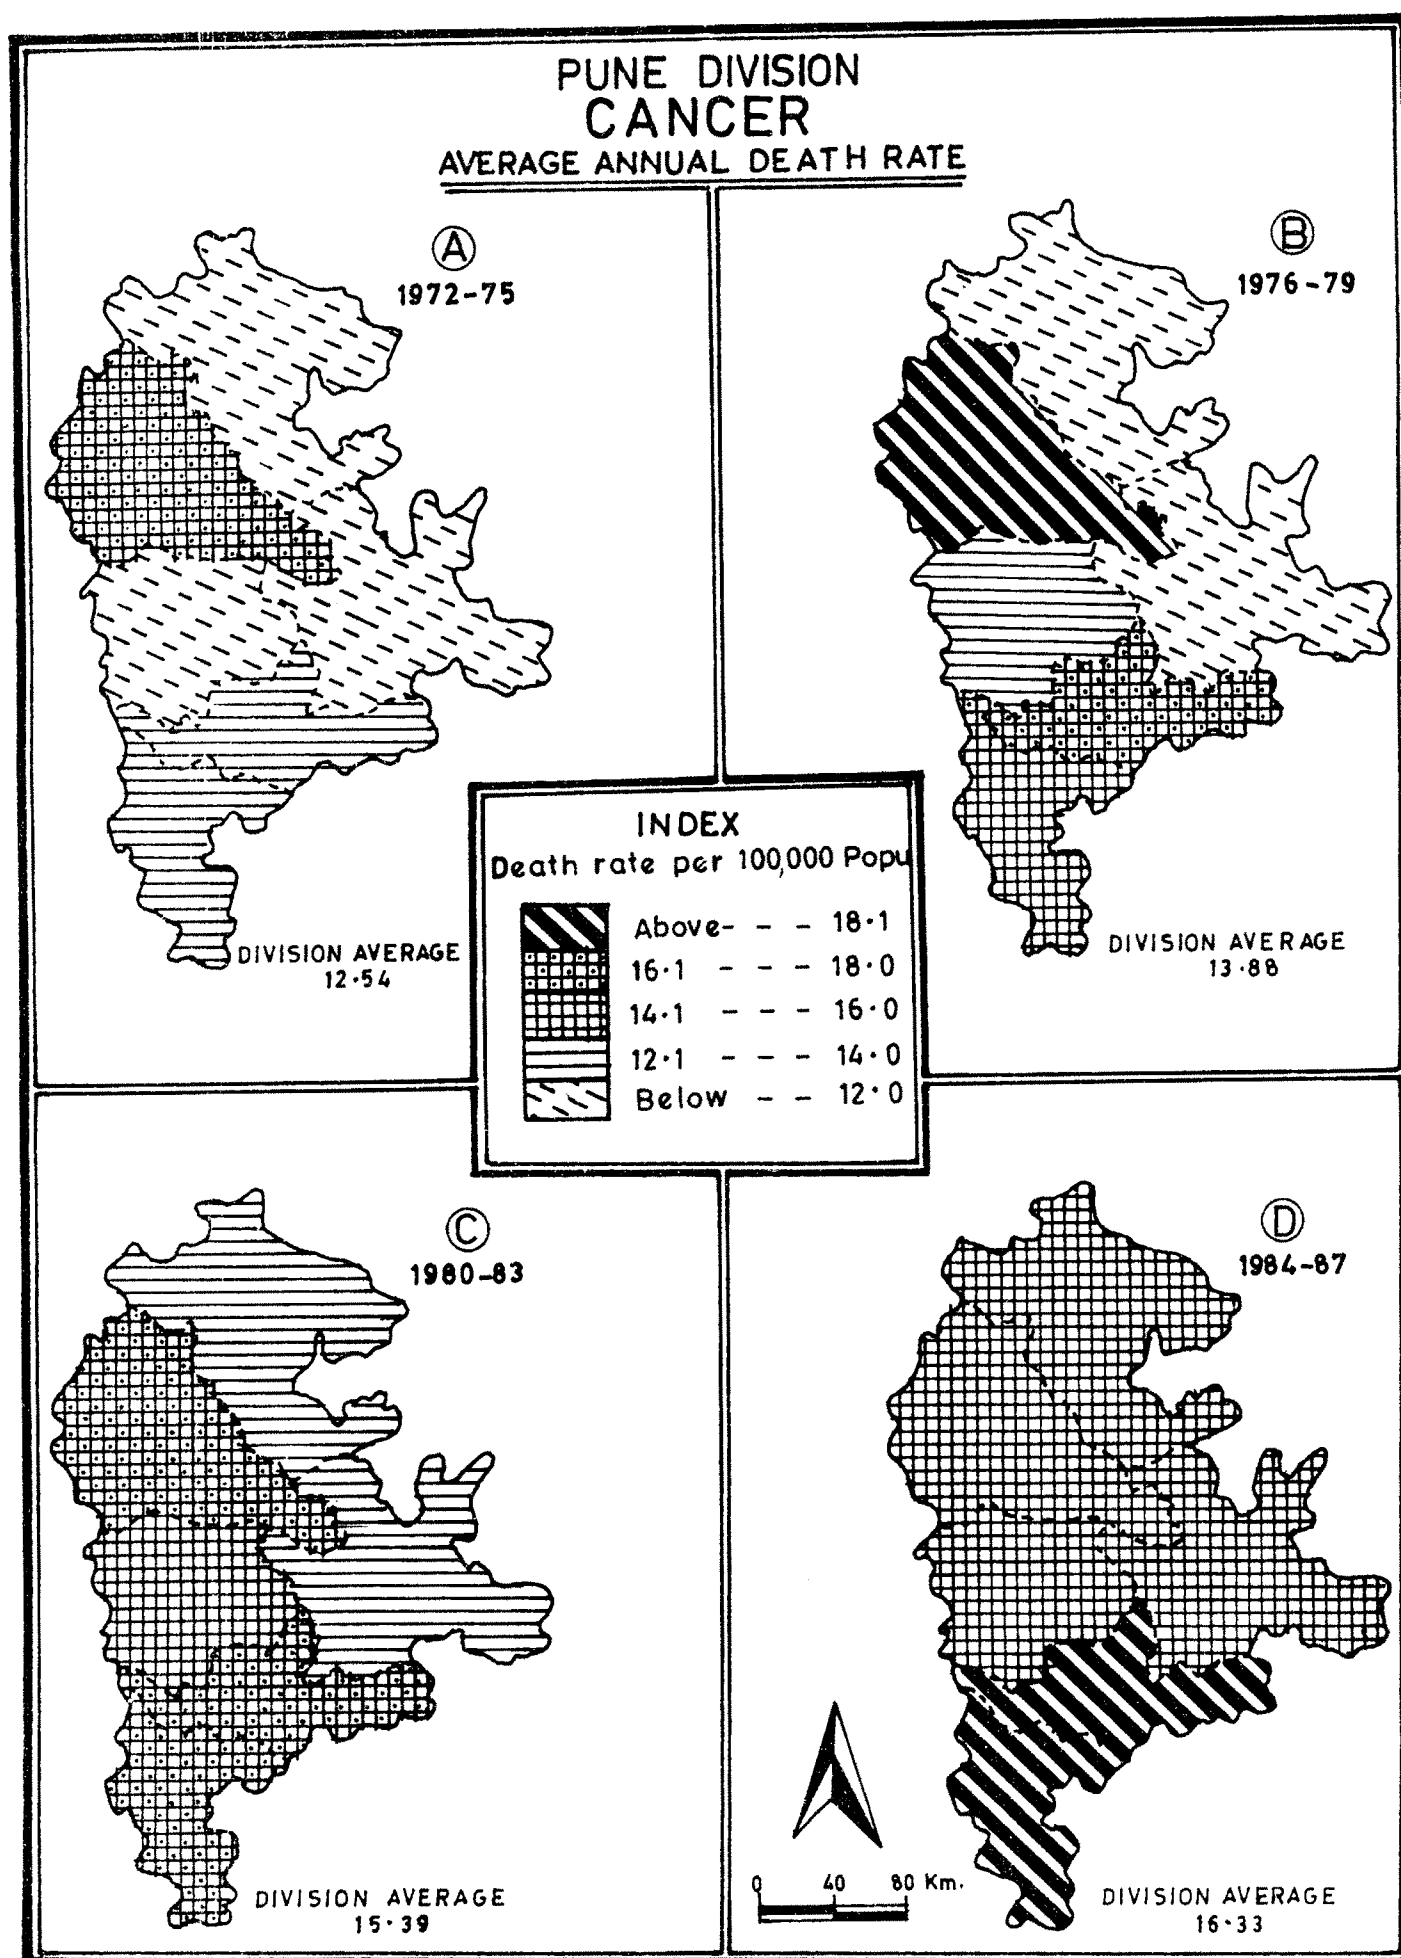 PUNE DIVISION
CANCER
AVERAGE ANNUAL DEATH RATE
A
1972-75
DIVISION AVERAGE
12·54
B
1976-79
DIVISION AVERAGE
13·88
INDEX
Death rate per 100,000 Popu
Above- - - 18·1
16·1 - - - 18·0
14·1 - - - 16·0
12·1 - - - 14·0
Below - - 12·0
C
1980-83
DIVISION AVERAGE
15·39
D
1984-87
0 40 80 Km.
DIVISION AVERAGE
16·33